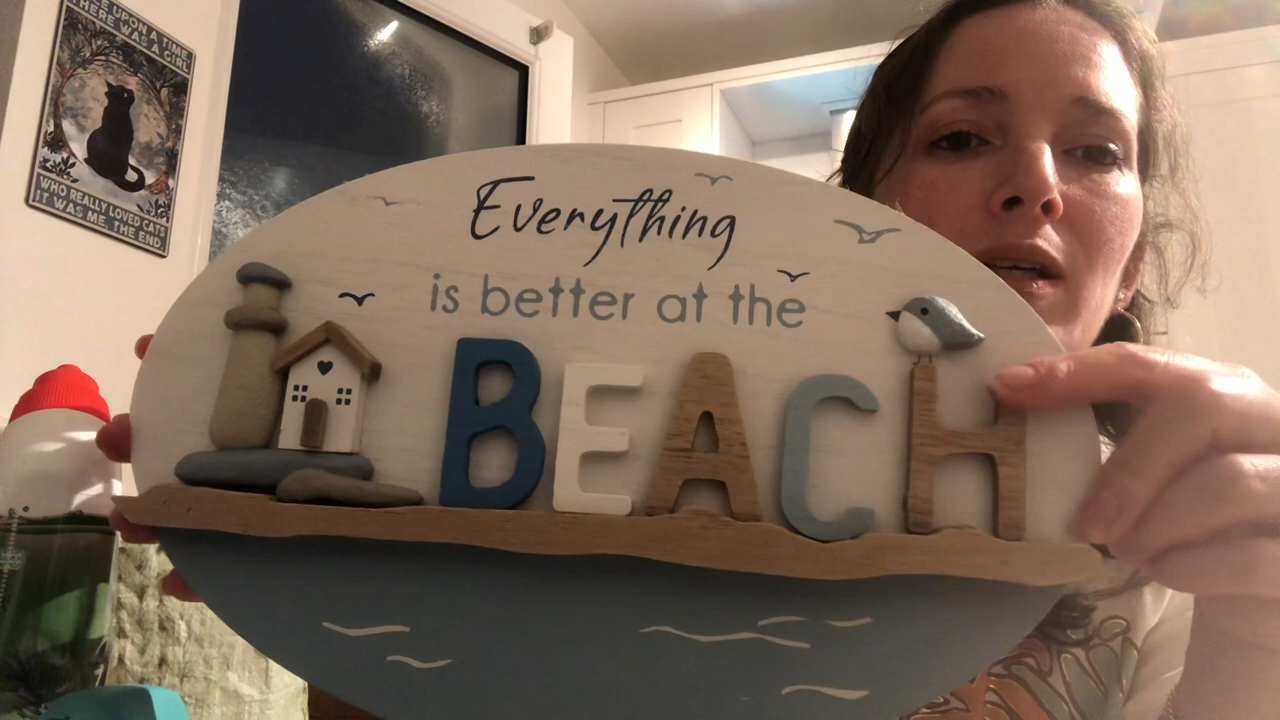 ONCE UPON A TIME
THERE WAS A GIRL
WHO REALLY LOVED CATS
IT WAS ME, THE END
Everything
is better at the
BEACH